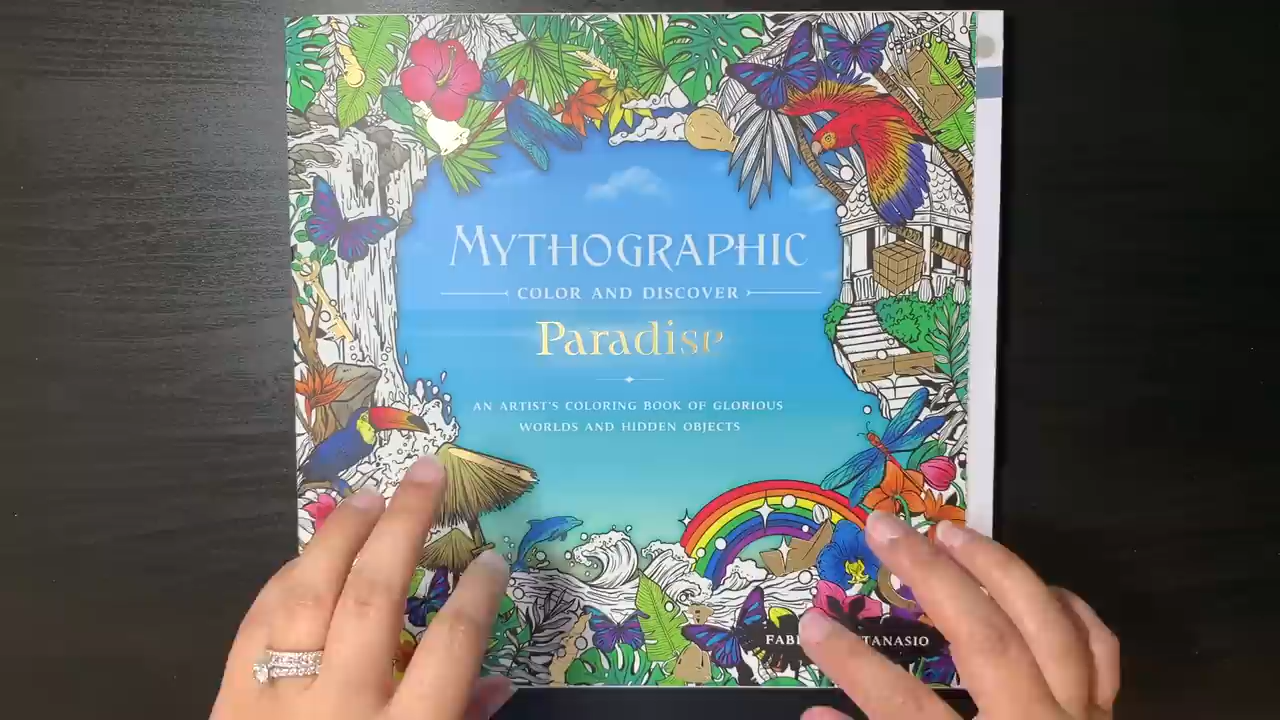 MYTHOGRAPHIC
COLOR AND DISCOVER
Paradise
AN ARTIST'S COLORING BOOK OF GLORIOUS
WORLDS AND HIDDEN OBJECTS